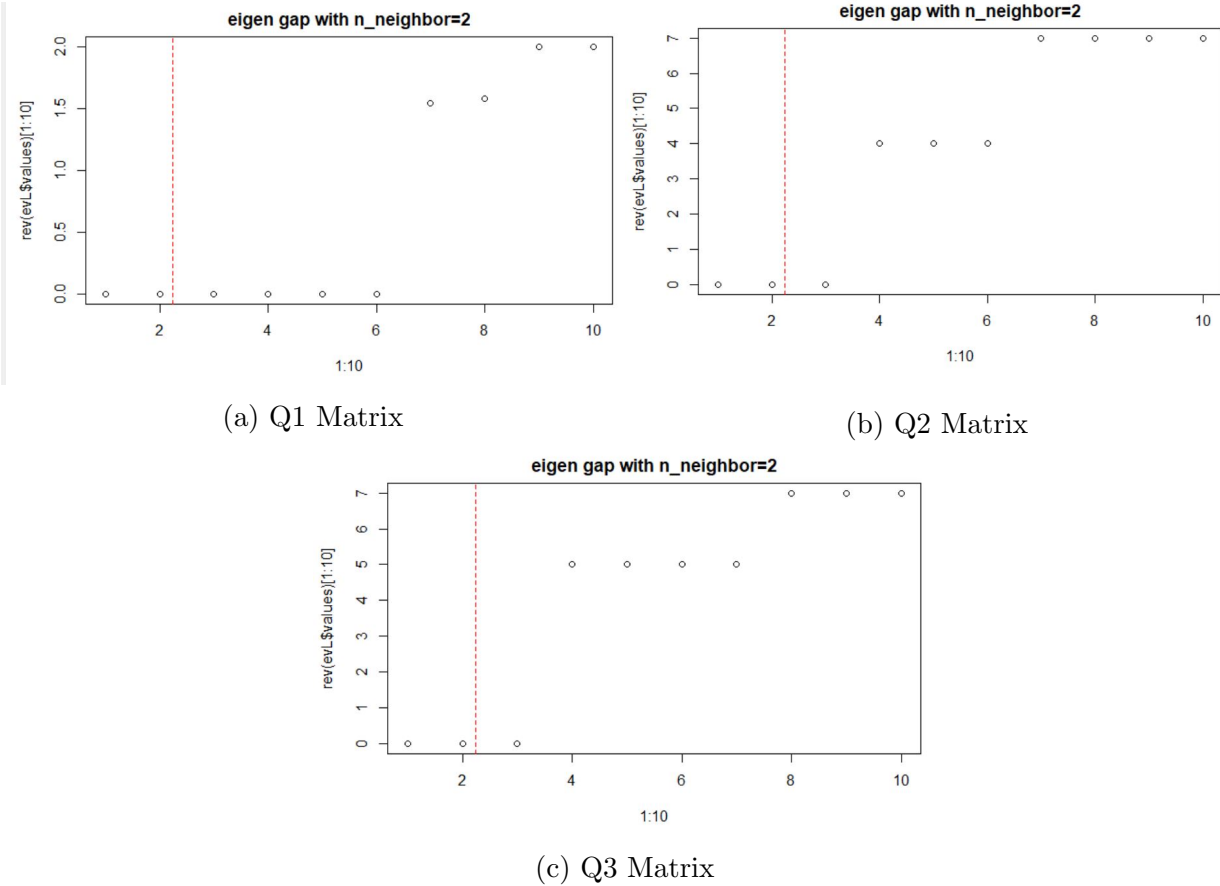 eigen gap with n_neighbor=2
rev(evL$values)[1:10]
2.0
1.5
1.0
0.5
0.0
2 4 6 8 10
1:10
(a) Q1 Matrix
eigen gap with n_neighbor=2
rev(evL$values)[1:10]
7
6
5
4
3
2
1
0
2 4 6 8 10
1:10
(b) Q2 Matrix
eigen gap with n_neighbor=2
rev(evL$values)[1:10]
7
6
5
4
3
2
1
0
2 4 6 8 10
1:10
(c) Q3 Matrix